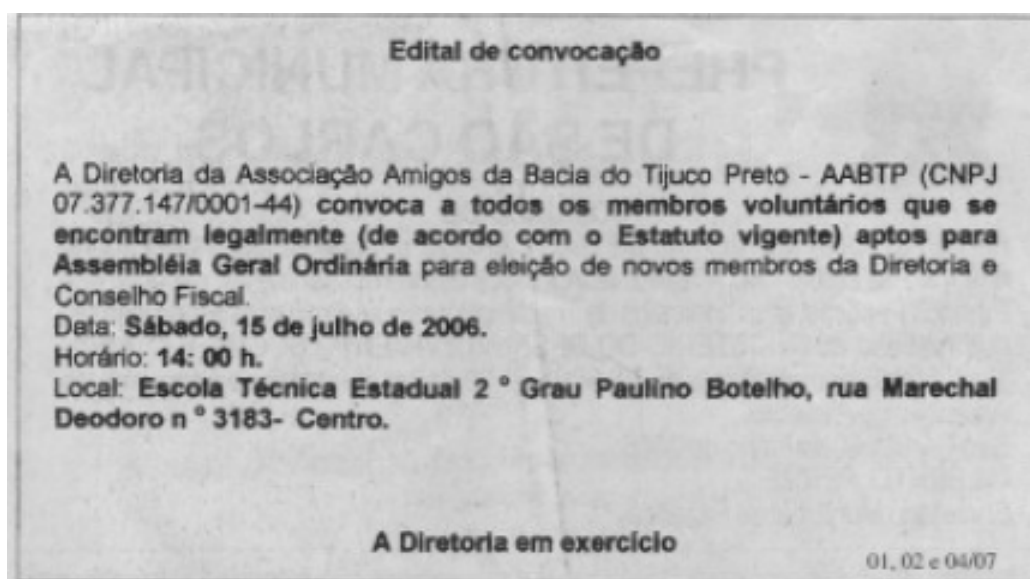 Edital de convocação
A Diretoria da Associação Amigos da Bacia do Tijuco Preto - AABTP (CNPJ
07.377.147/0001-44) convoca a todos os membros voluntários que se
encontram legalmente (de acordo com o Estatuto vigente) aptos para
Assembléia Geral Ordinária para eleição de novos membros da Diretoria e
Conselho Fiscal.
Data: Sábado, 15 de julho de 2006.
Horário: 14: 00 h.
Local: Escola Técnica Estadual 2 º Grau Paulino Botelho, rua Marechal
Deodoro n º 3183- Centro.
A Diretoria em exercício
01, 02 e 04/07